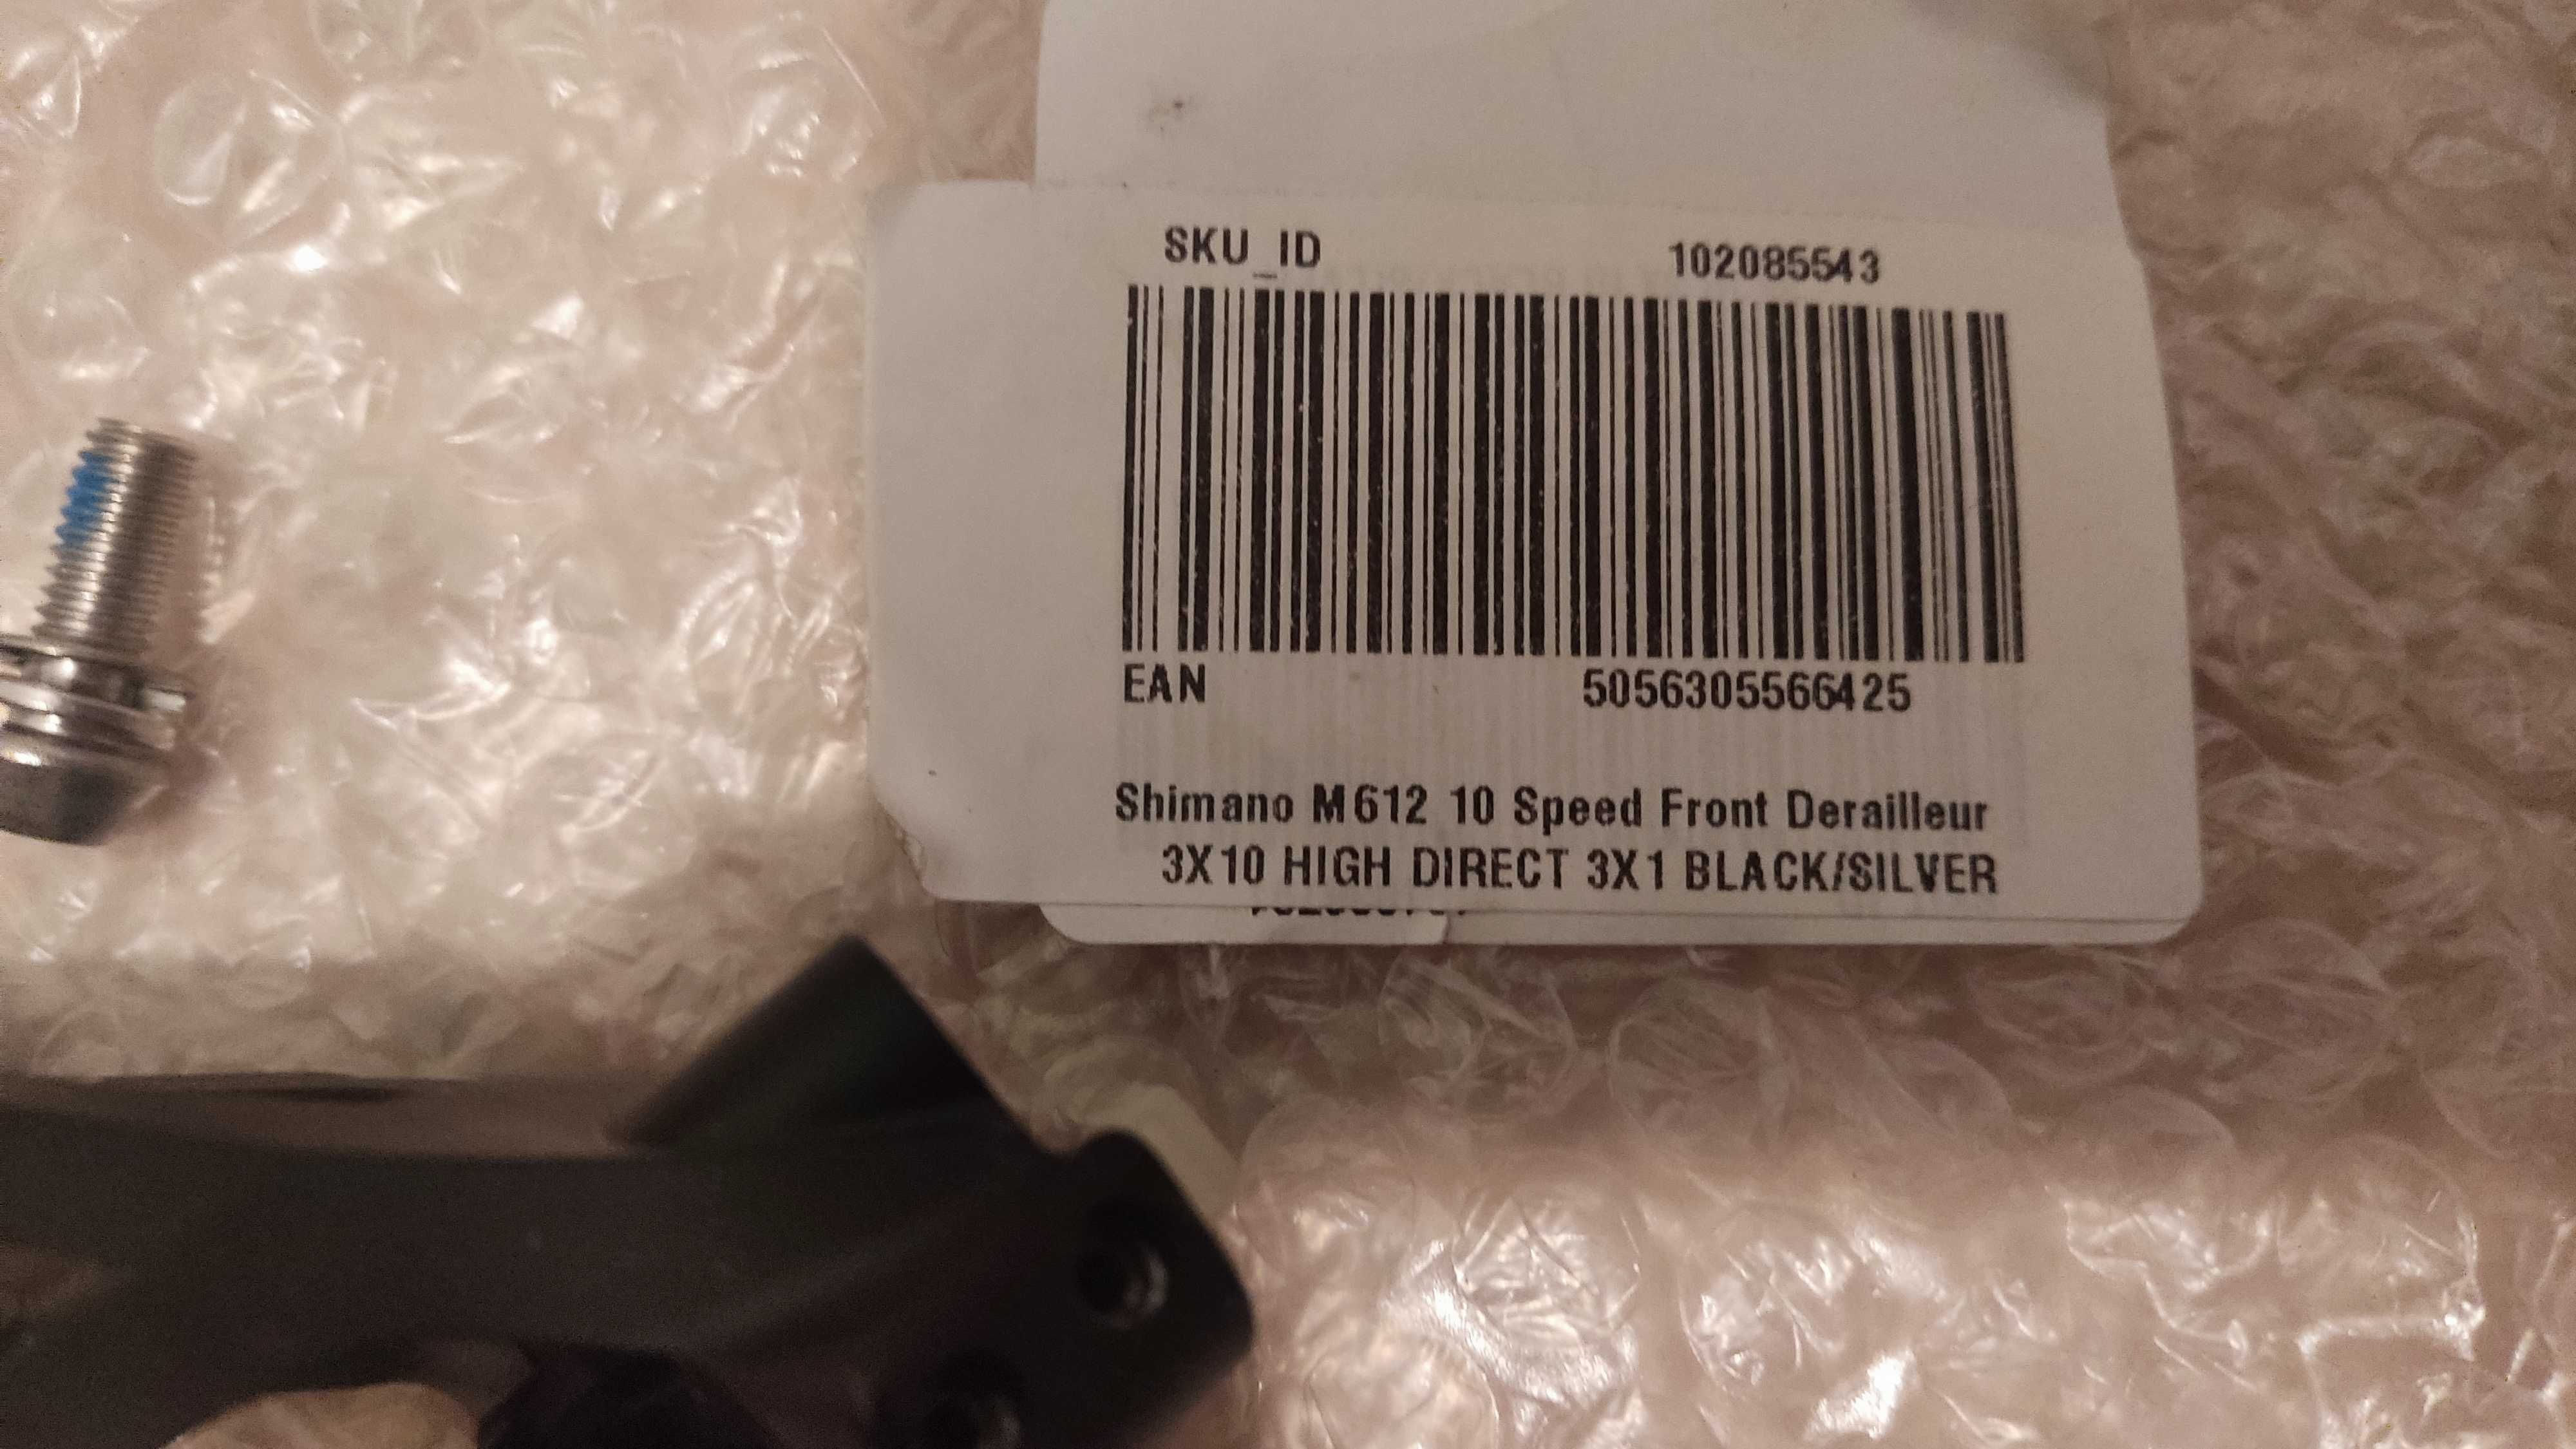 SKU_ID 102085543
EAN 5056305566425
Shimano M612 10 Speed Front Derailleur
3X10 HIGH DIRECT 3X1 BLACK/SILVER